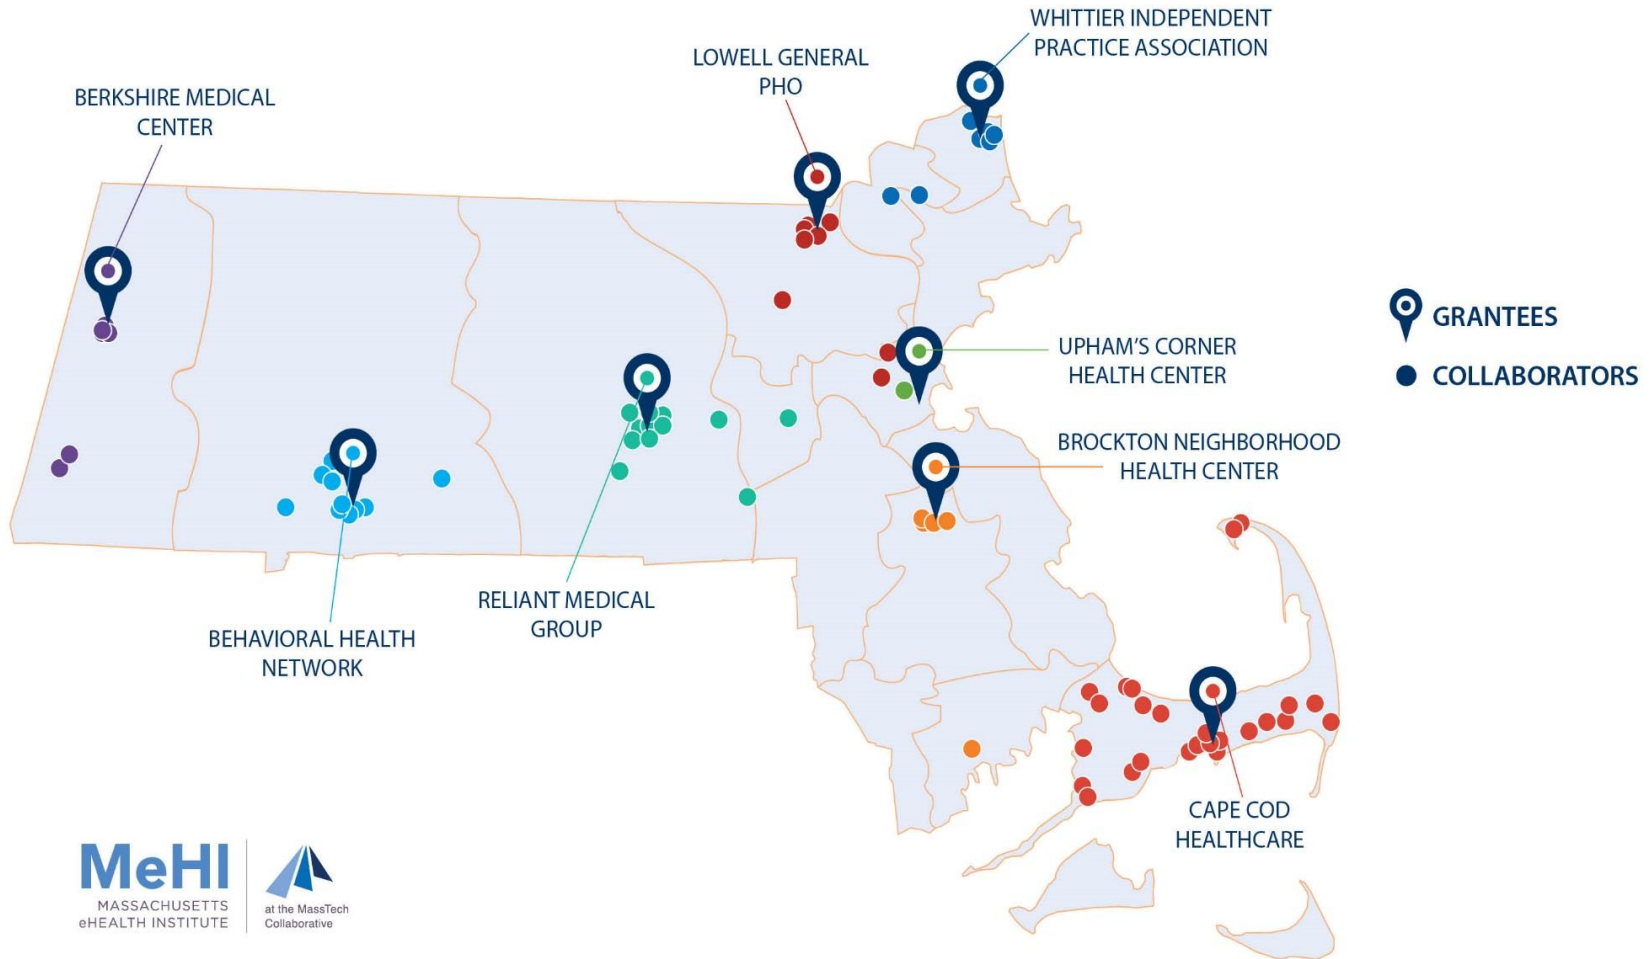 WHITTIER INDEPENDENT
PRACTICE ASSOCIATION
LOWELL GENERAL
PHO
BERKSHIRE MEDICAL
CENTER
GRANTEES
COLLABORATORS
UPHAM'S CORNER
HEALTH CENTER
BROCKTON NEIGHBORHOOD
HEALTH CENTER
RELIANT MEDICAL
GROUP
BEHAVIORAL HEALTH
NETWORK
CAPE COD
HEALTHCARE
MeHI
MASSACHUSETTS
eHEALTH INSTITUTE
at the MassTech
Collaborative